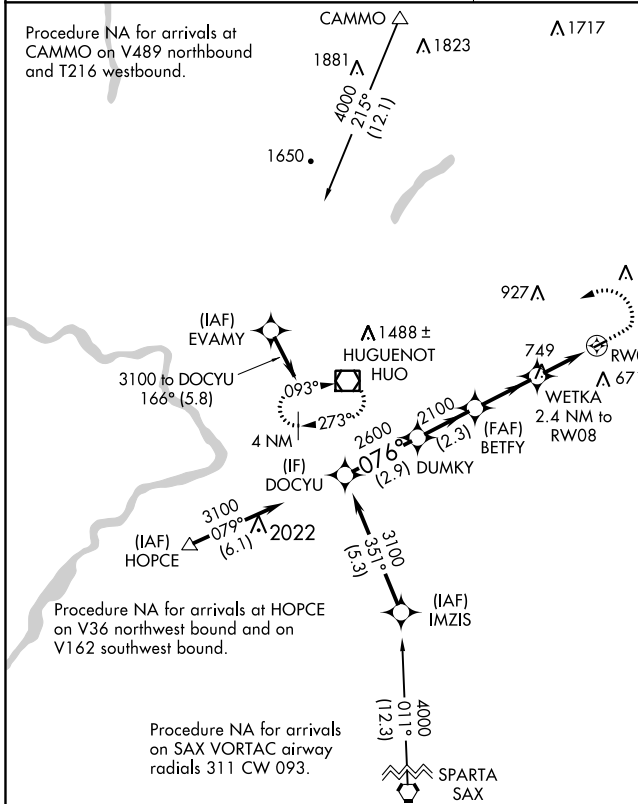 Procedure NA for arrivals at
CAMMO on V489 northbound
and T216 westbound.
CAMMO
1717
1823
1881
4000
215°
(12.1)
1650
927
(IAF)
EVAMY
1488 ±
HUGUENOT
HUO
749
671
3100 to DOCYU
166° (5.8)
093°
273°
4 NM
WETKA
2.4 NM to
RW08
2100
(2.3)
(FAF)
BETFY
2600
076°
(2.9)
DUMKY
(IF)
DOCYU
3100
079°
(6.1)
2022
(IAF)
HOPCE
3100
351°
(5.3)
(IAF)
IMZIS
Procedure NA for arrivals at HOPCE
on V36 northwest bound and on
V162 southwest bound.
4000
011°
(12.3)
Procedure NA for arrivals
on SAX VORTAC airway
radials 311 CW 093.
SPARTA
SAX